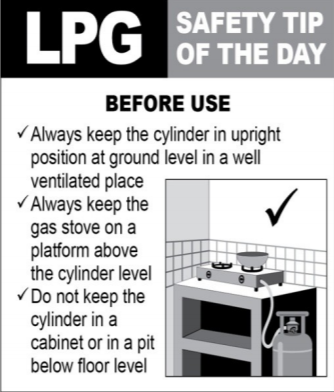 LPG
SAFETY TIP
OF THE DAY
BEFORE USE
✓Always keep the cylinder in upright
position at ground level in a well
ventilated place
✓Always keep the
gas stove on a
platform above
the cylinder level
✓Do not keep the
cylinder in a
cabinet or in a pit
below floor level